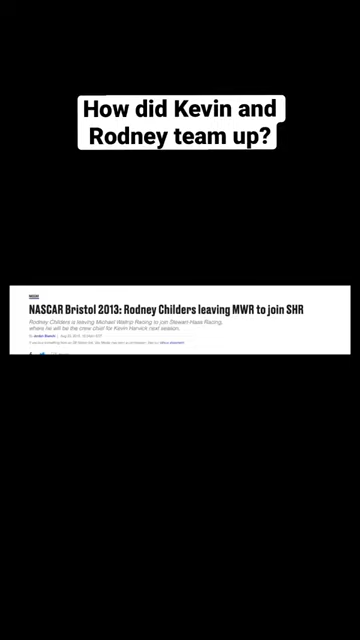 How did Kevin and
Rodney team up?
NASCAR Bristol 2013: Rodney Childers leaving MWR to join SHR
Rodney Childers is leaving Michael Waltrip Racing to join Stewart-Haas Racing,
where he will be the crew chief for Kevin Harvick next season.